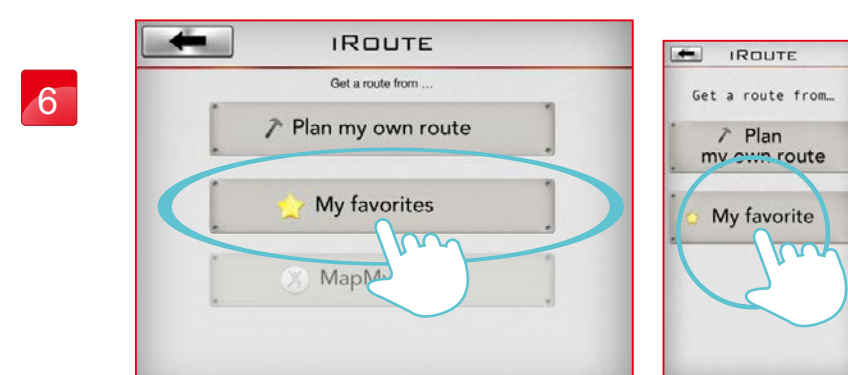 6
iRoute
Get a route from ...
Plan my own route
My favorites
iRoute
Get a route from…
Plan
my own route
My favorite